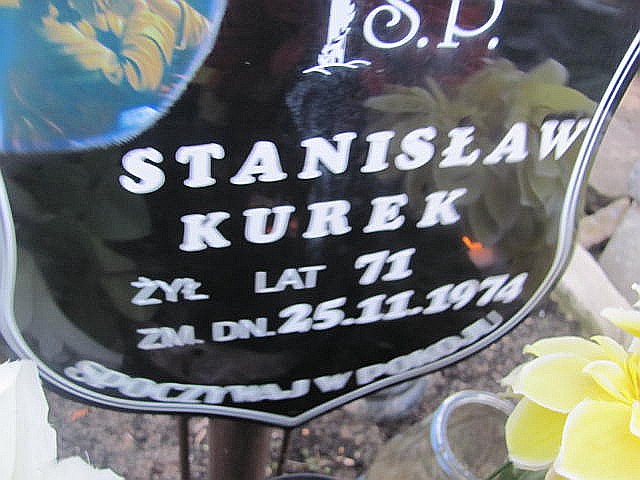 Ś.P.
STANISŁAW
KUREK
ŻYŁ LAT 71
ZM. DN. 25.11.1974
SPOCZYWAJ W POKOJU